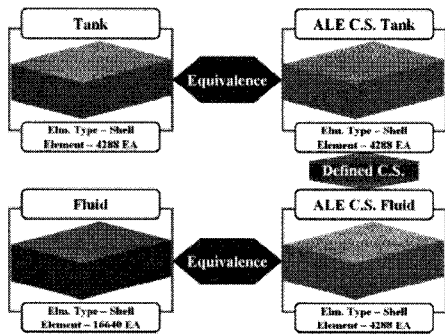 Tank
ALE C.S. Tank
Equivalence
Elm. Type – Shell
Element – 4288 EA
Elm. Type – Shell
Element – 4288 EA
Defined C.S.
Fluid
ALE C.S. Fluid
Equivalence
Elm. Type – Shell
Element – 16640 EA
Elm. Type – Shell
Element – 4288 EA